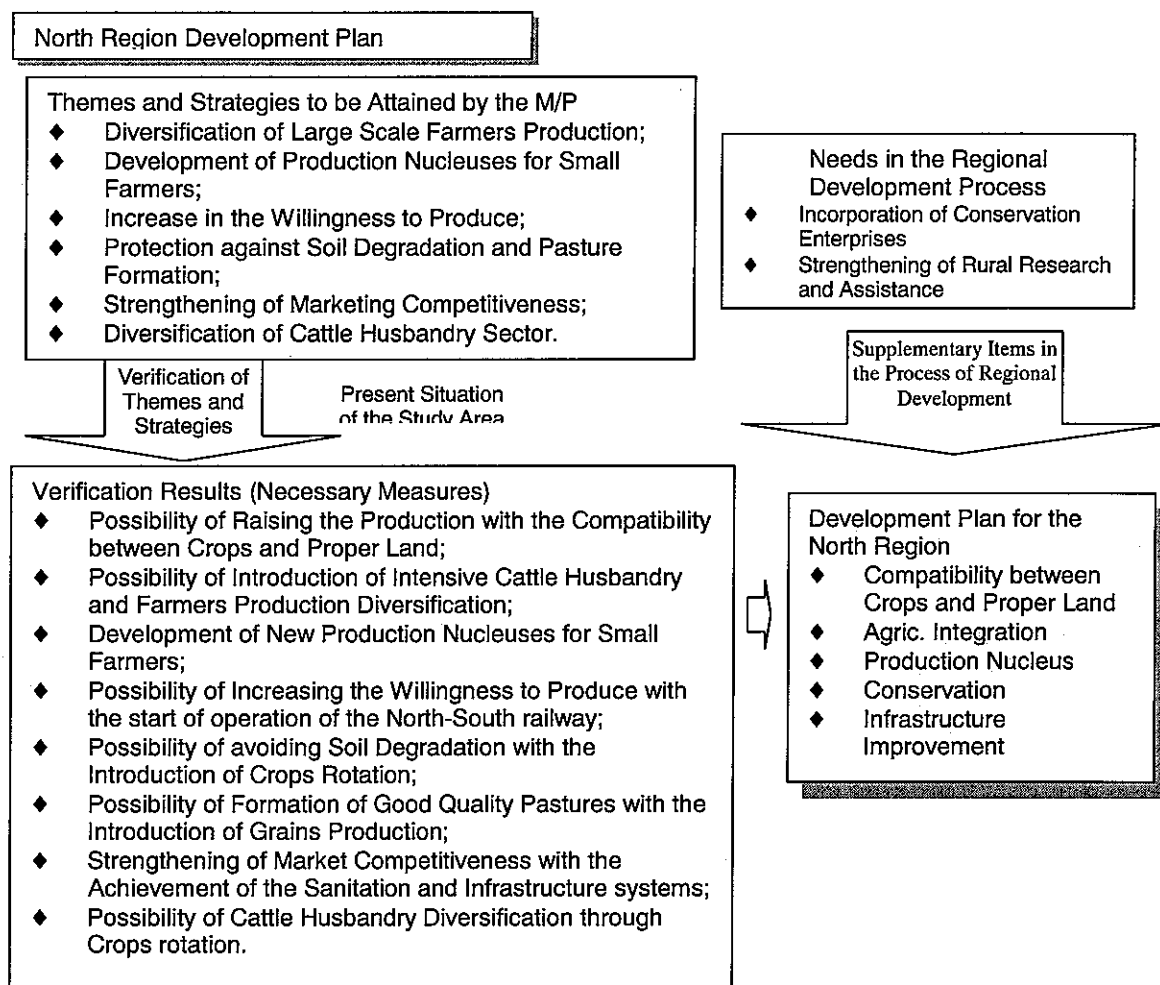 North Region Development Plan
Themes and Strategies to be Attained by the M/P
♦ Diversification of Large Scale Farmers Production;
♦ Development of Production Nucleuses for Small
Farmers;
♦ Increase in the Willingness to Produce;
♦ Protection against Soil Degradation and Pasture
Formation;
♦ Strengthening of Marketing Competitiveness;
♦ Diversification of Cattle Husbandry Sector.
Needs in the Regional
Development Process
♦ Incorporation of Conservation
Enterprises
♦ Strengthening of Rural Research
and Assistance
Verification of
Themes and
Strategies
Present Situation
of the Study Area
Supplementary Items in
the Process of Regional
Development
Verification Results (Necessary Measures)
♦ Possibility of Raising the Production with the Compatibility
between Crops and Proper Land;
♦ Possibility of Introduction of Intensive Cattle Husbandry
and Farmers Production Diversification;
♦ Development of New Production Nucleuses for Small
Farmers;
♦ Possibility of Increasing the Willingness to Produce with
the start of operation of the North-South railway;
♦ Possibility of avoiding Soil Degradation with the
Introduction of Crops Rotation;
♦ Possibility of Formation of Good Quality Pastures with the
Introduction of Grains Production;
♦ Strengthening of Market Competitiveness with the
Achievement of the Sanitation and Infrastructure systems;
♦ Possibility of Cattle Husbandry Diversification through
Crops rotation.
Development Plan for the
North Region
♦ Compatibility between
Crops and Proper Land
♦ Agric. Integration
♦ Production Nucleus
♦ Conservation
♦ Infrastructure
Improvement